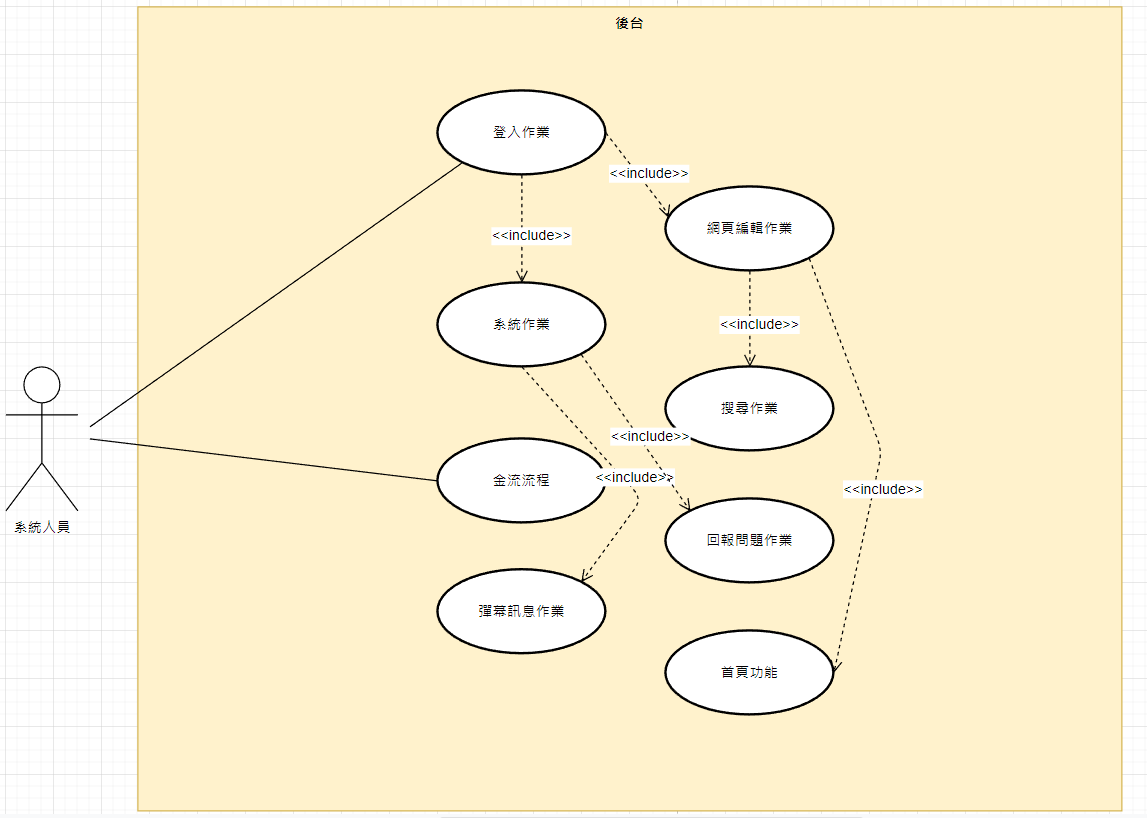 後台
登入作業
<<include>>
網頁編輯作業
<<include>>
系統作業
<<include>>
搜尋作業
<<include>>
<<include>>
金流流程
<<include>>
系統人員
回報問題作業
彈幕訊息作業
首頁功能